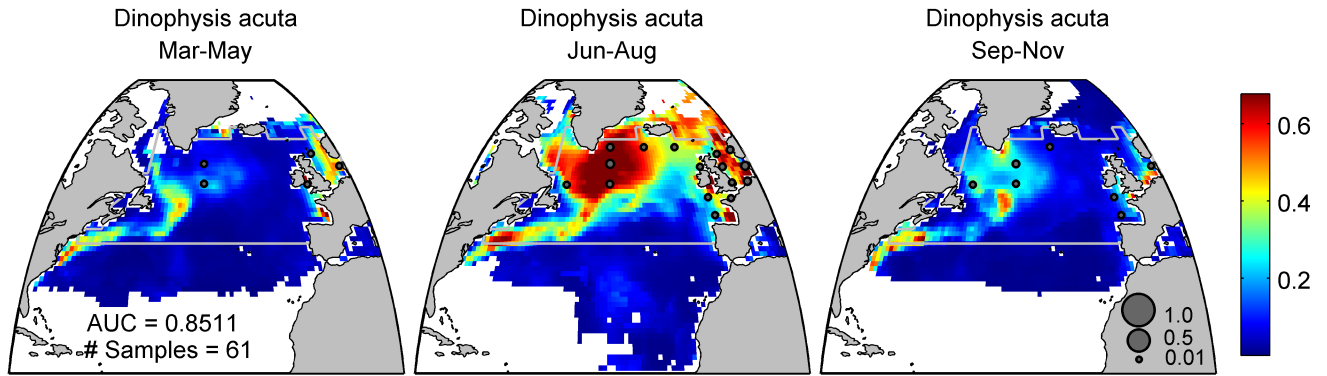 Dinophysis acuta
Mar-May
Dinophysis acuta
Jun-Aug
Dinophysis acuta
Sep-Nov
AUC = 0.8511
# Samples = 61
1.0
0.5
0.01
0.6
0.4
0.2